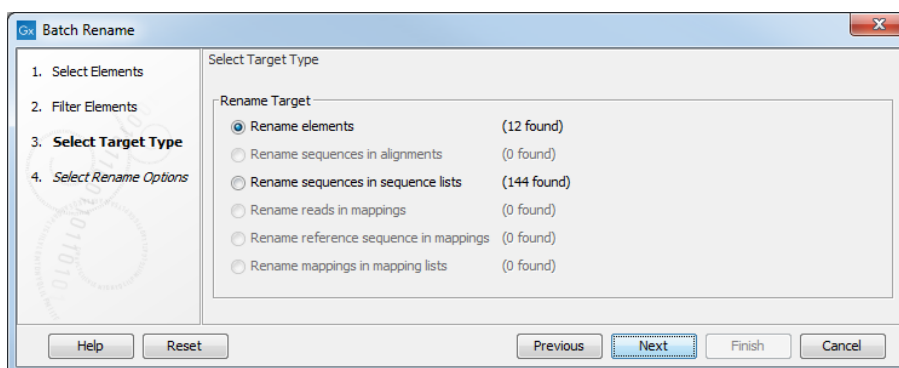 Gx Batch Rename
1. Select Elements
2. Filter Elements
3. Select Target Type
4. Select Rename Options
Select Target Type
Rename Target
Rename elements (12 found)
Rename sequences in alignments (0 found)
Rename sequences in sequence lists (144 found)
Rename reads in mappings (0 found)
Rename reference sequence in mappings (0 found)
Rename mappings in mapping lists (0 found)
Help Reset Previous Next Finish Cancel